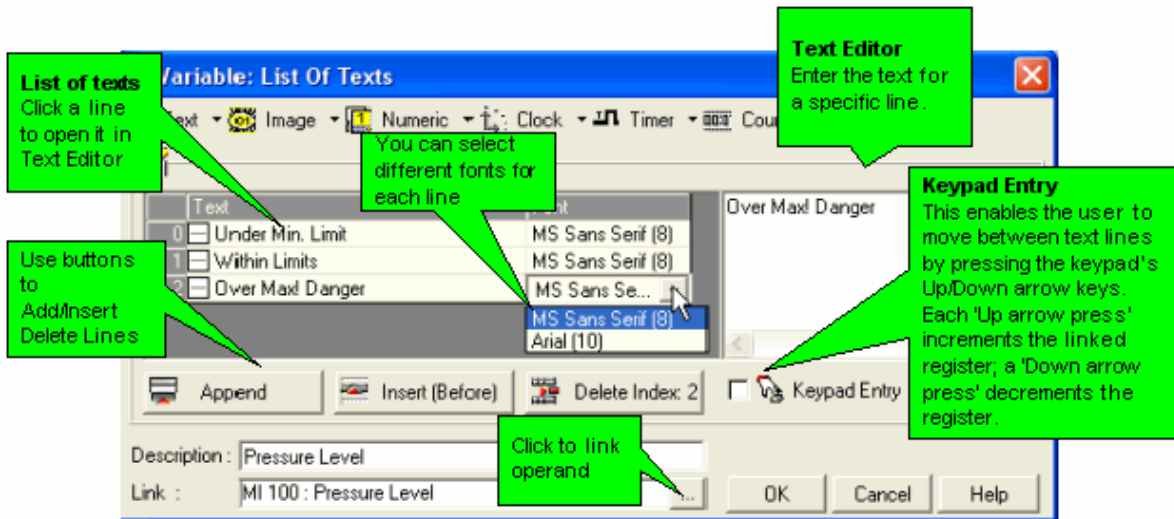 Variable: List Of Texts
List of texts
Click a line
to open it in
Text Editor
Text Editor
Enter the text for
a specific line.
Image Numeric Clock Timer
You can select
different fonts for
each line
Keypad Entry
This enables the user to
move between text lines
by pressing the keypad's
Up/Down arrow keys.
Each 'Up arrow press'
increments the linked
register; a 'Down arrow
press' decrements the
register.
Use buttons
to
Add/Insert
Delete Lines
Text
0 Under Min. Limit MS Sans Serif (8)
1 Within Limits MS Sans Serif (8)
2 Over Max! Danger MS Sans Se...
MS Sans Serif (8)
Arial (10)
Over Max! Danger
Append Insert (Before) Delete Index: 2 Keypad Entry
Click to link
operand
Description : Pressure Level
Link : MI 100 : Pressure Level ... OK Cancel Help